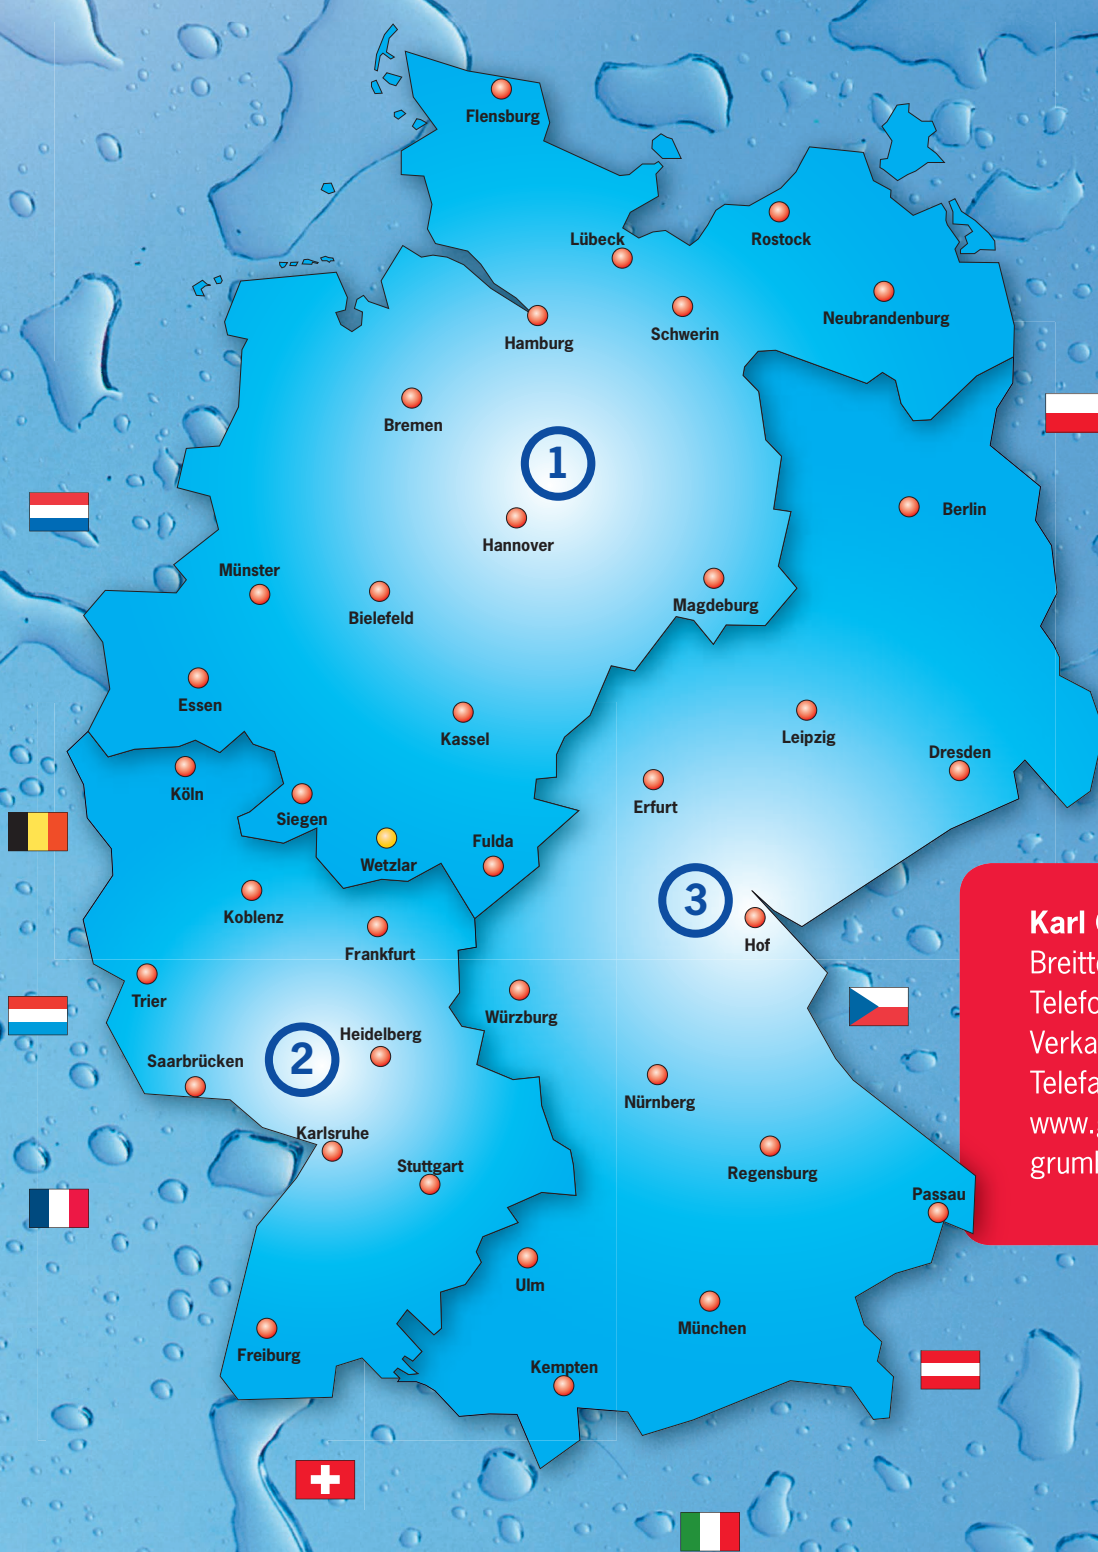 Flensburg
Lübeck
Rostock
Neubrandenburg
Schwerin
Hamburg
Bremen
1
Berlin
Hannover
Münster
Bielefeld
Magdeburg
Essen
Kassel
Leipzig
Dresden
Köln
Siegen
Erfurt
Wetzlar
Fulda
3
Koblenz
Frankfurt
Hof
Karl
Trier
Würzburg
Telefo
Verka
Telefa
Heidelberg
2
Saarbrücken
Nürnberg
www.
Karlsruhe
Stuttgart
Regensburg
Passau
Ulm
München
Freiburg
Kempten